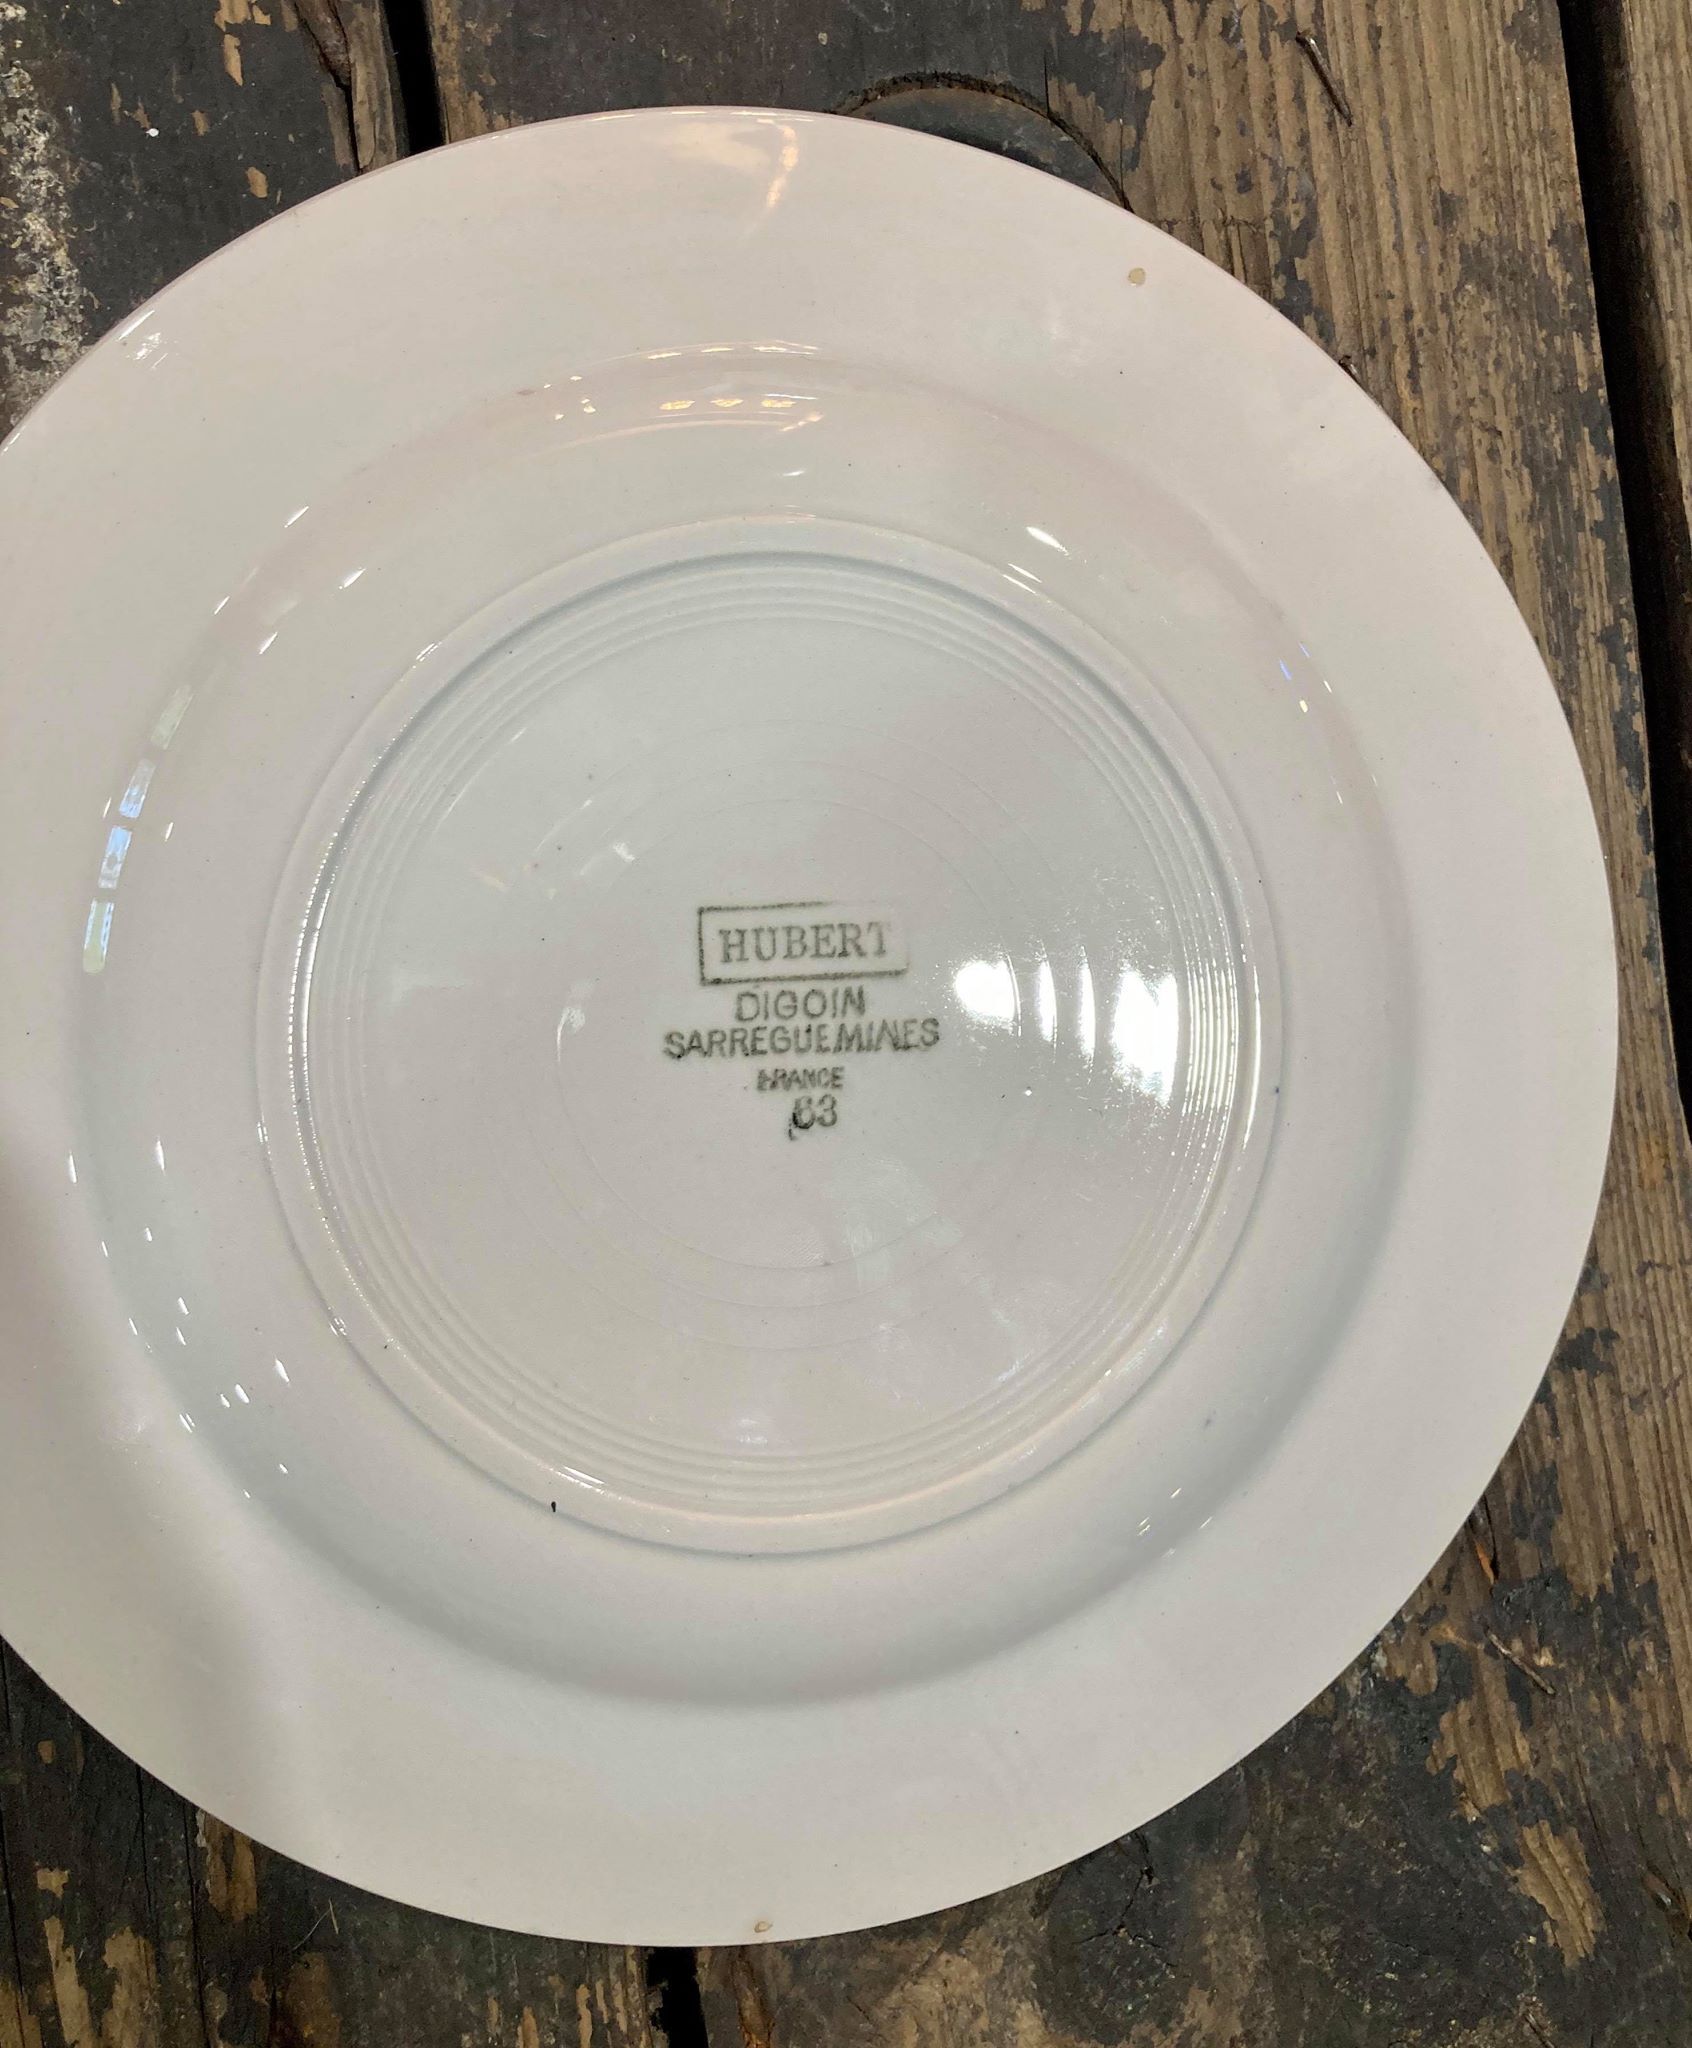 HUBERT
DIGOIN
SARREGUEMINES
FRANCE
63